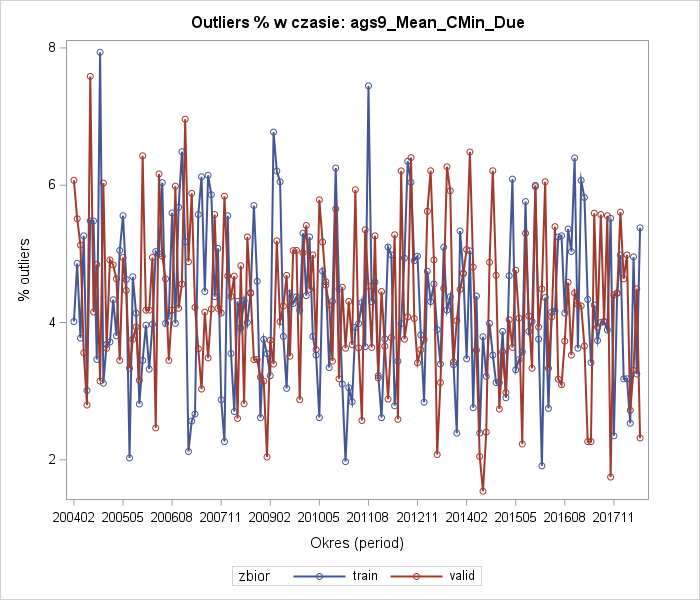 Outliers % w czasie: ags9_Mean_CMin_Due
% outliers
8
6
4
2
200402 200505 200608 200711 200902 201005 201108 201211 201402 201505 201608 201711
Okres (period)
zbior train valid